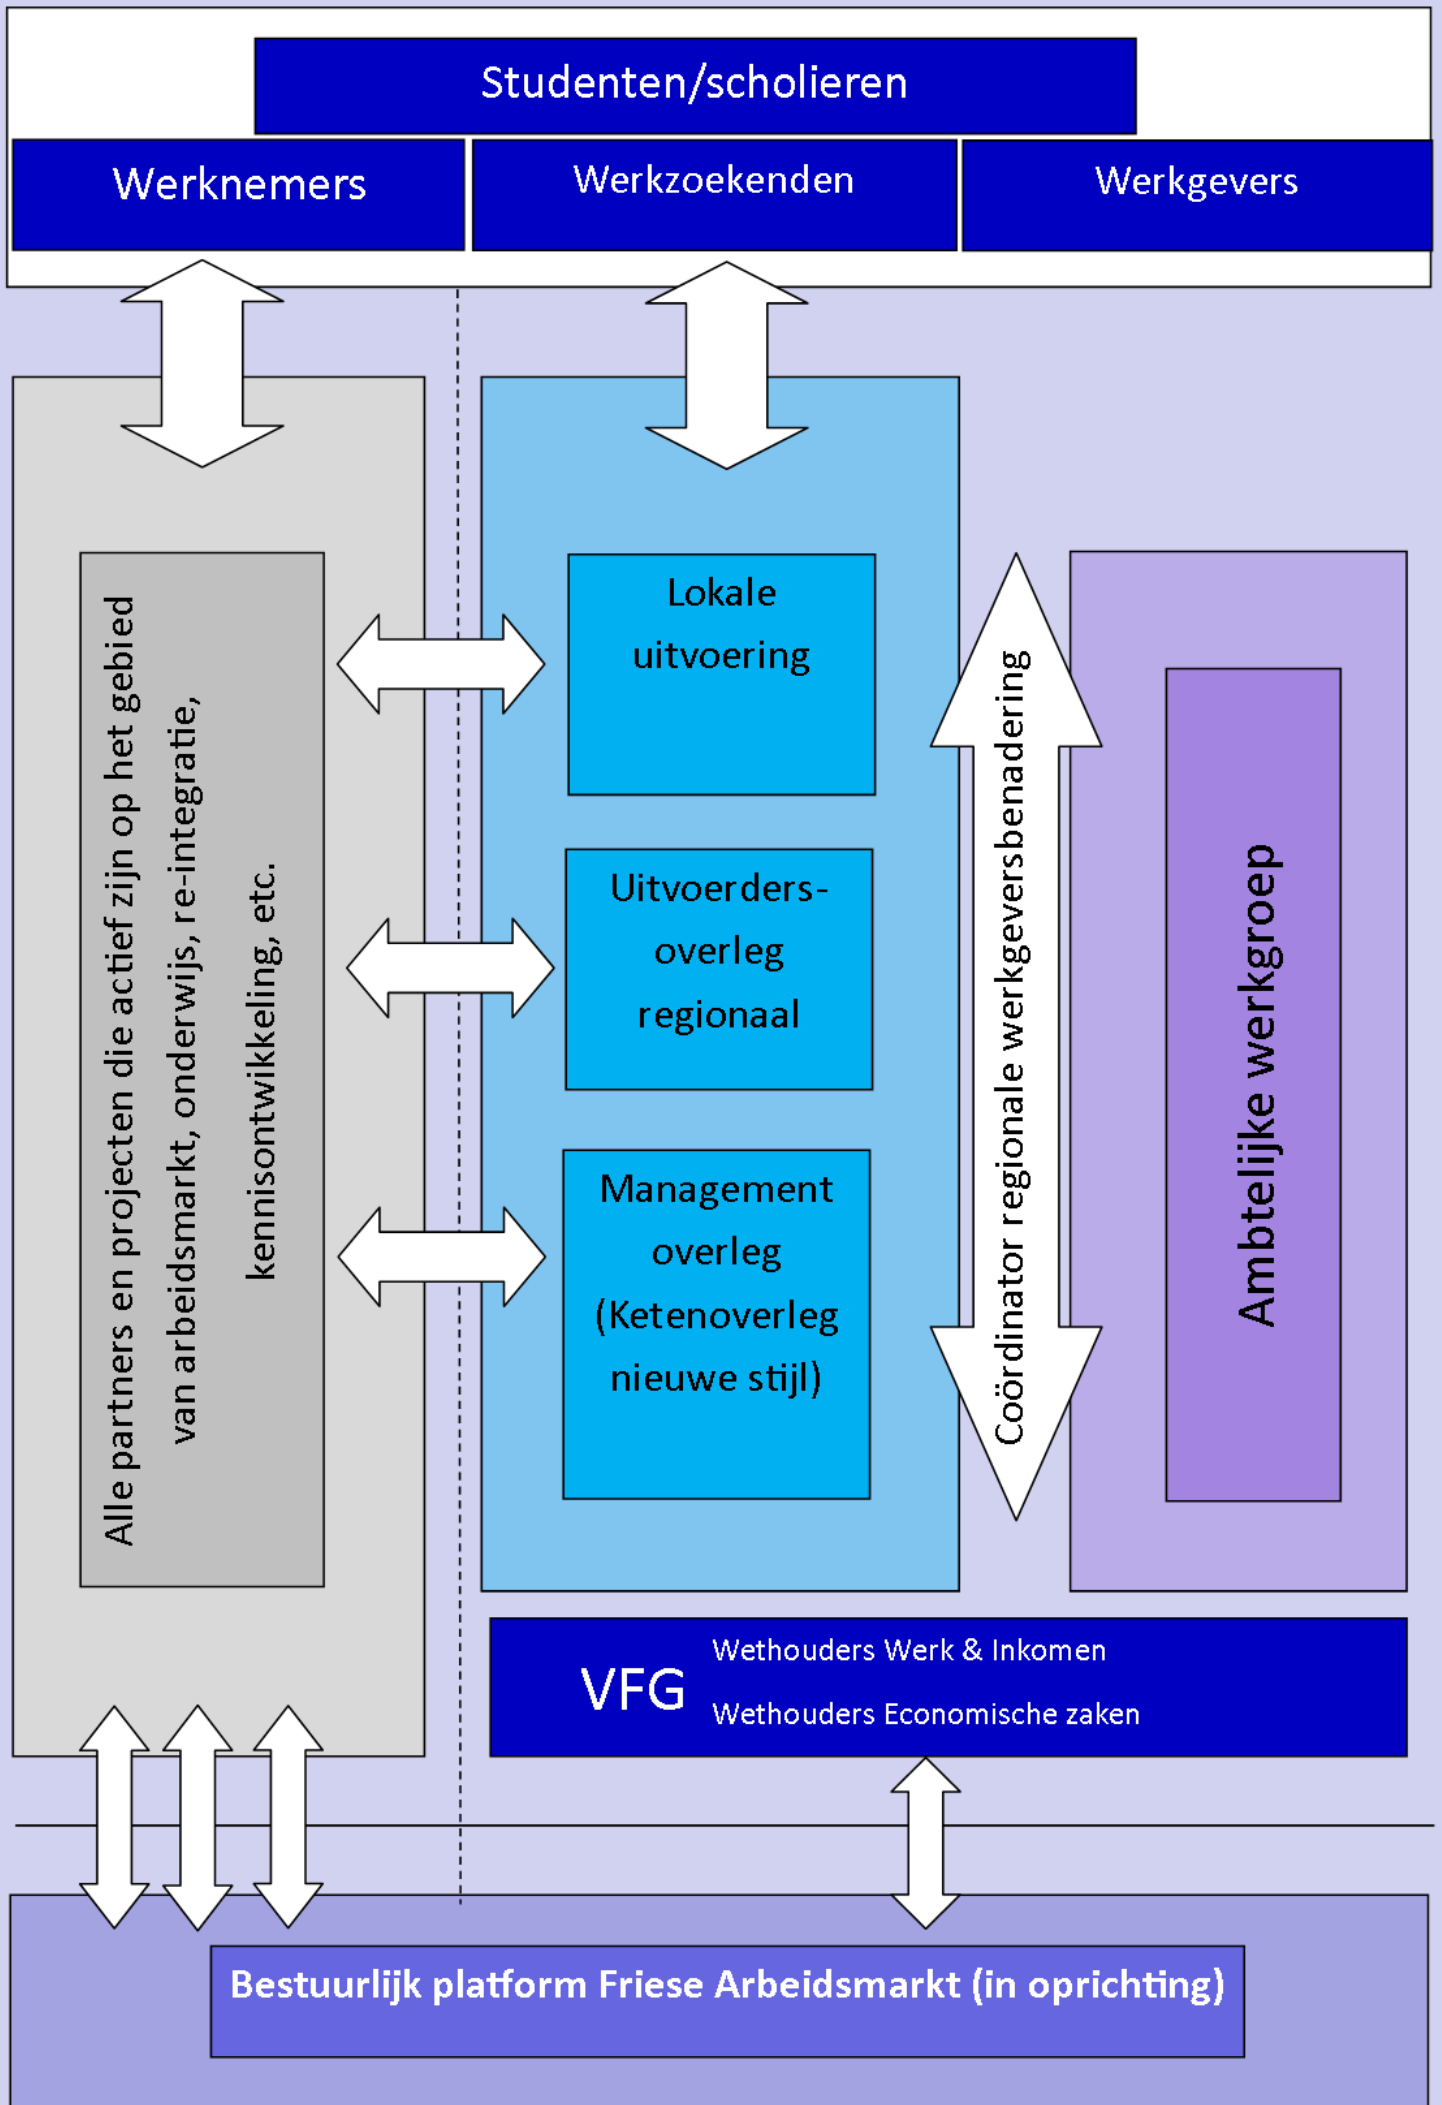 Studenten/scholieren
Werknemers
Werkzoekenden
Werkgevers
Alle partners en projecten die actief zijn op het gebied
van arbeidsmarkt, onderwijs, re-integratie,
kennisontwikkeling, etc.
Lokale
uitvoering
Uitvoerders-
overleg
regionaal
Management
overleg
(Ketenoverleg
nieuwe stijl)
Coördinator regionale werkgeversbenadering
Ambtelijke werkgroep
VFG
Wethouders Werk & Inkomen
Wethouders Economische zaken
Bestuurlijk platform Friese Arbeidsmarkt (in oprichting)